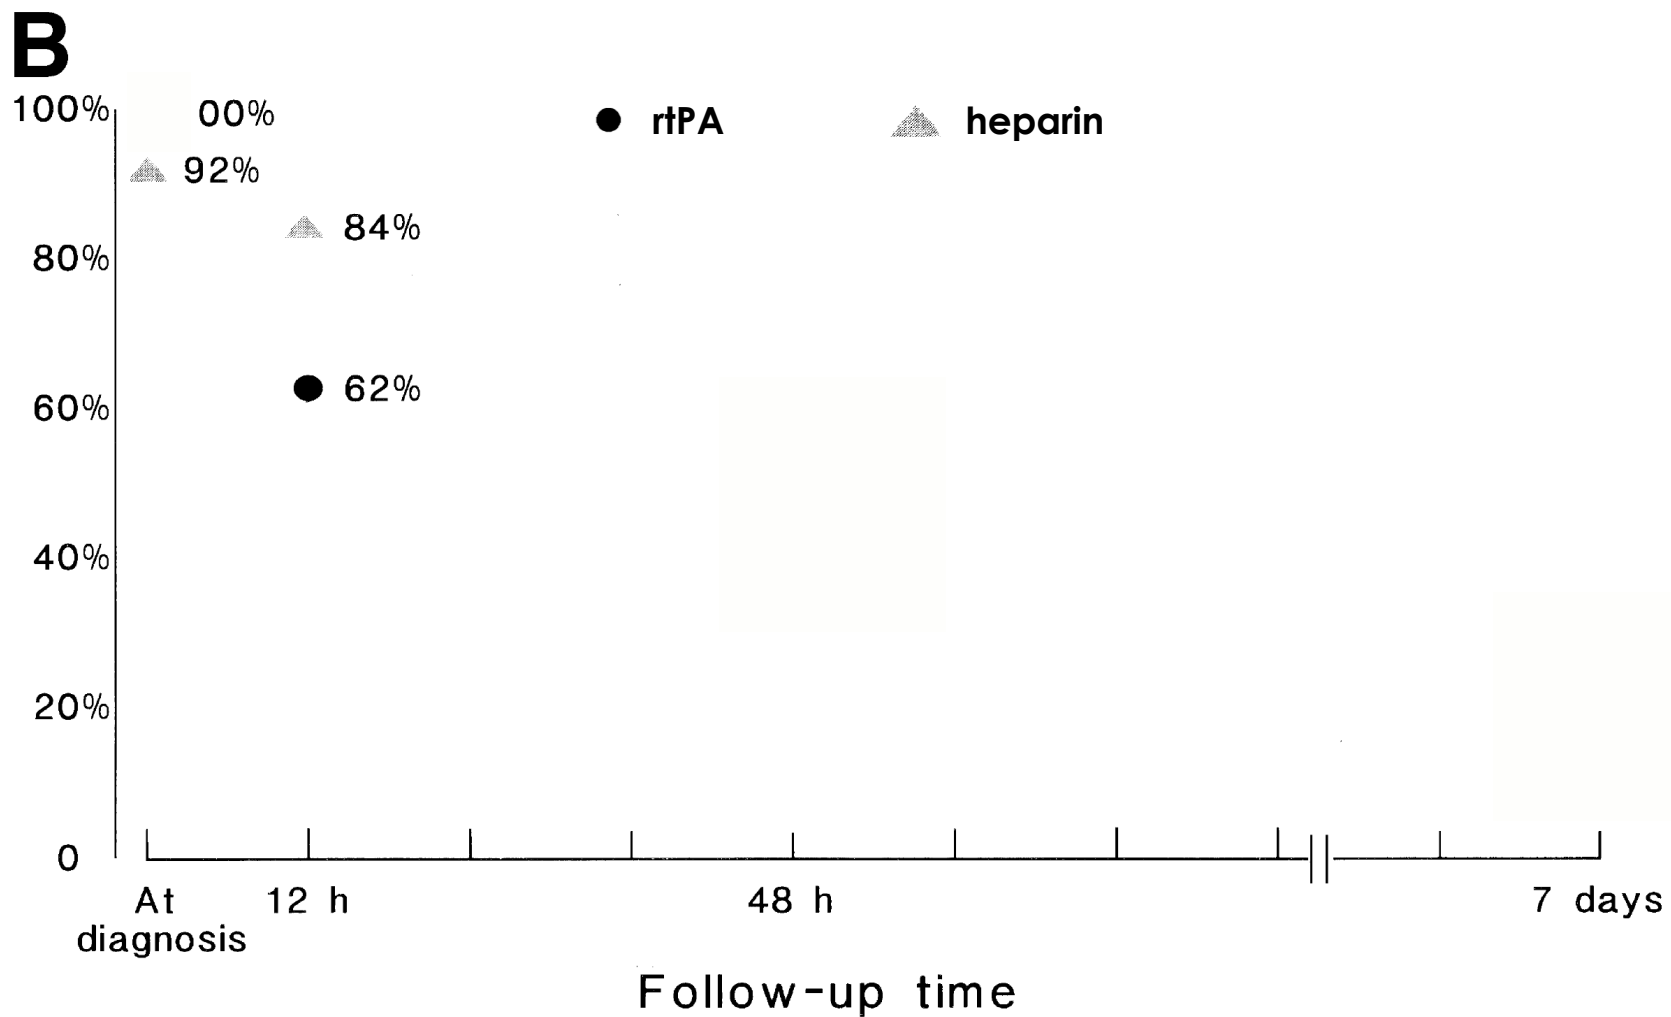 B
100%
00%
rtPA
heparin
92%
84%
80%
62%
60%
40%
20%
0
At diagnosis
12 h
48 h
7 days
Follow-up time